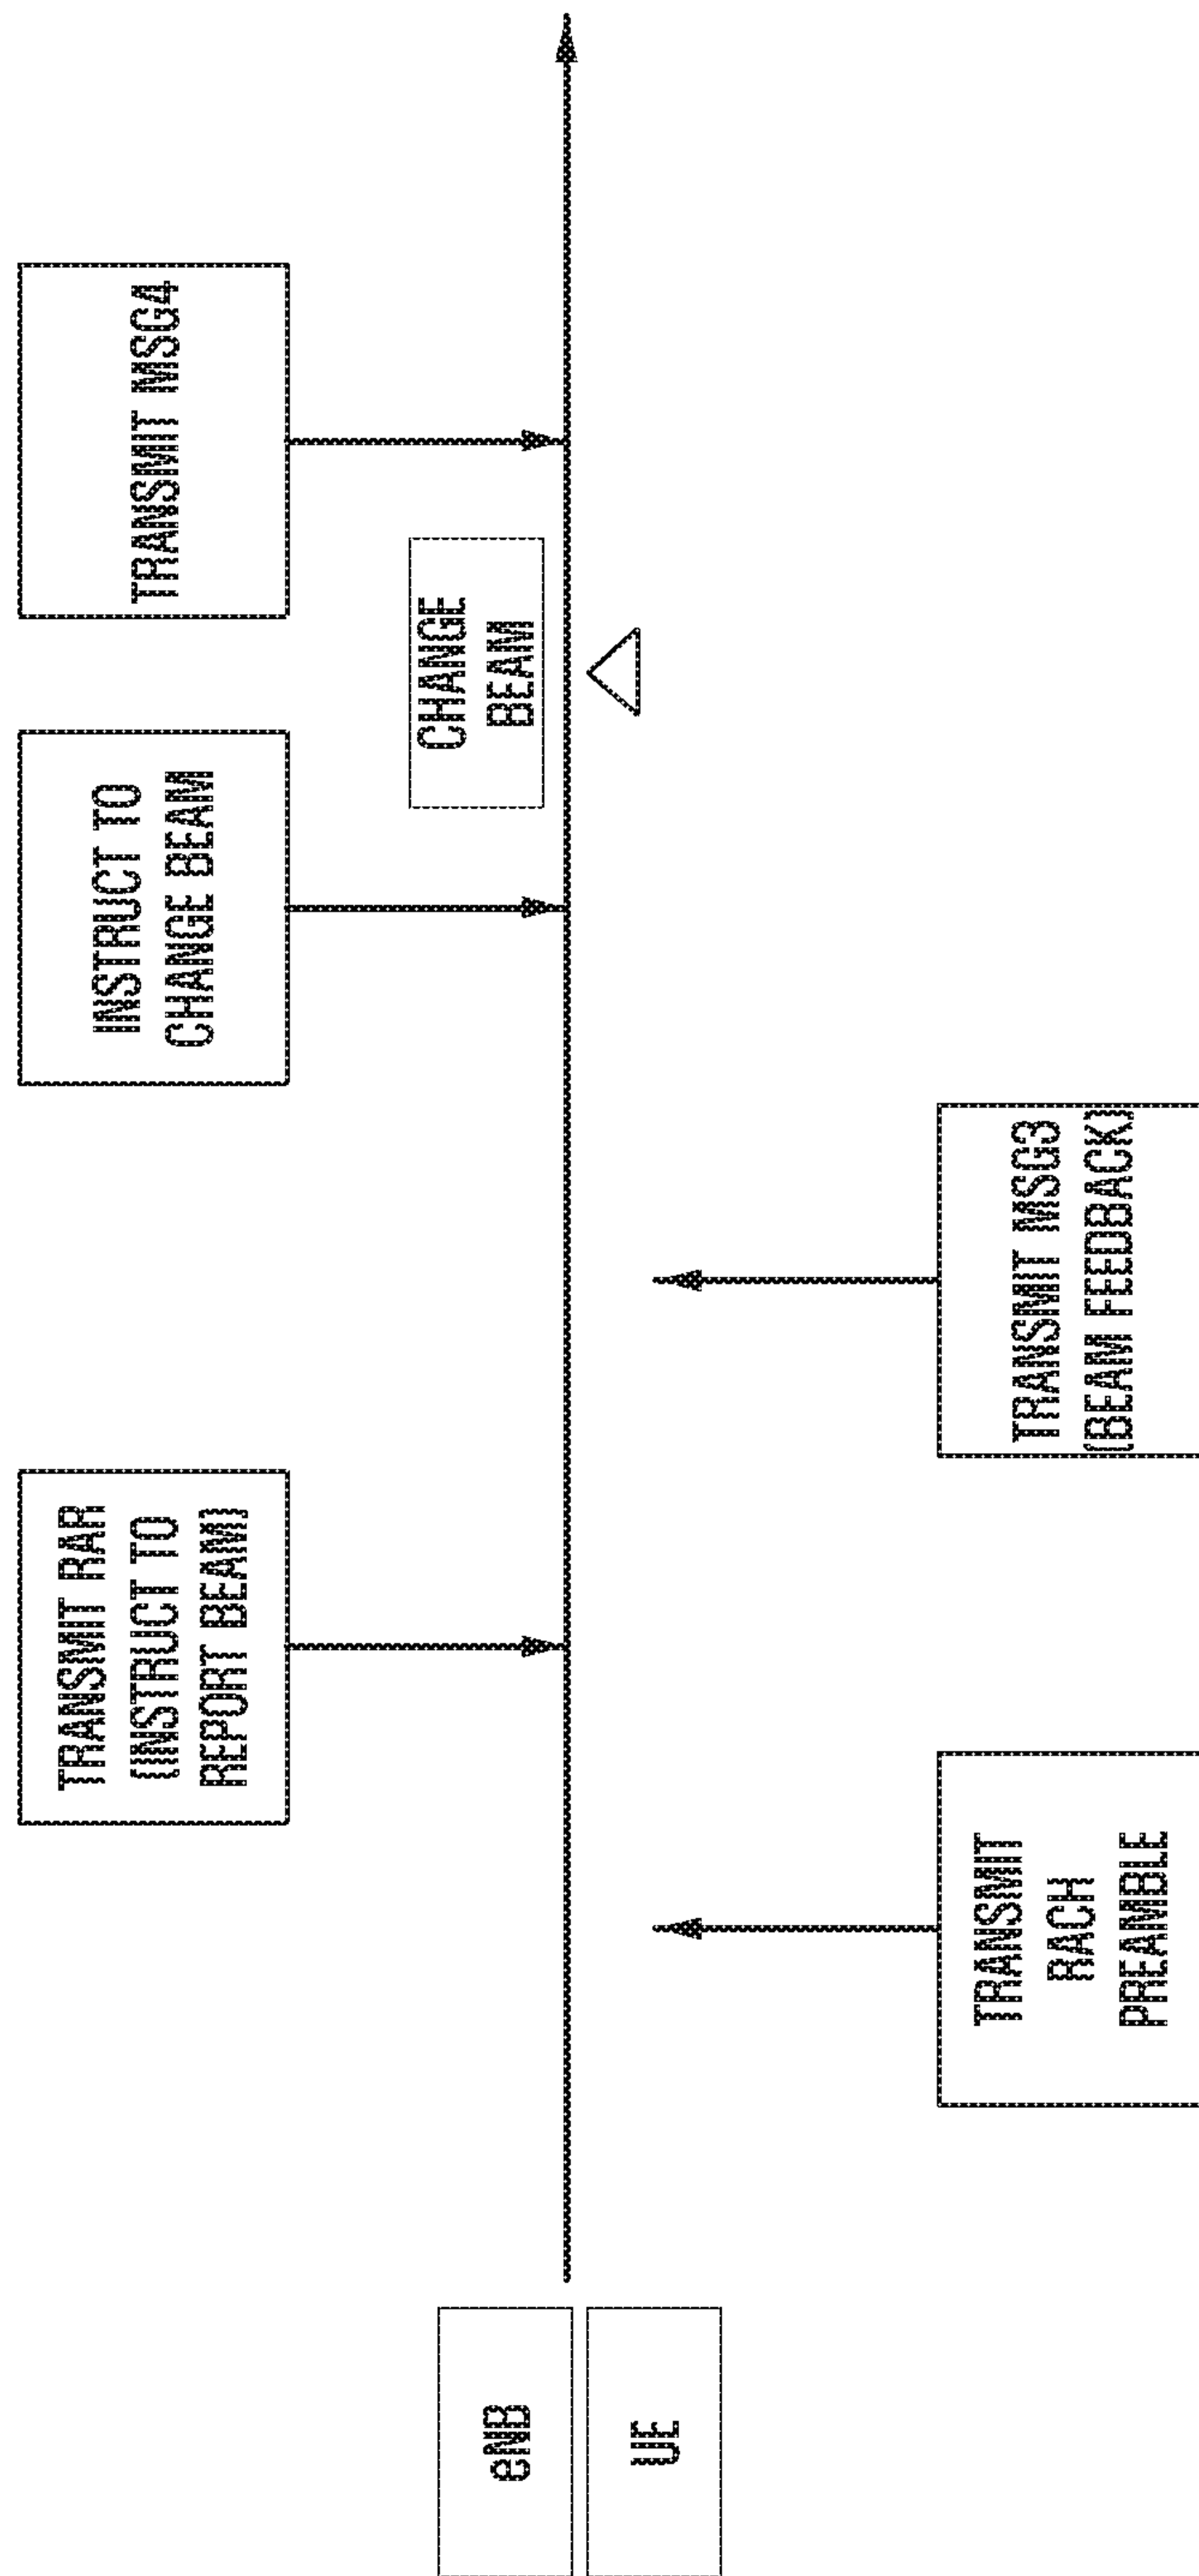 TRANSMIT RAR
(INSTRUCT TO
REPORT BEAM)
INSTRUCT TO
CHANGE BEAM
TRANSMIT MSG4
CHANGE
BEAM
eNB
UE
TRANSMIT
RACH
PREAMBLE
TRANSMIT MSG3
(BEAM FEEDBACK)